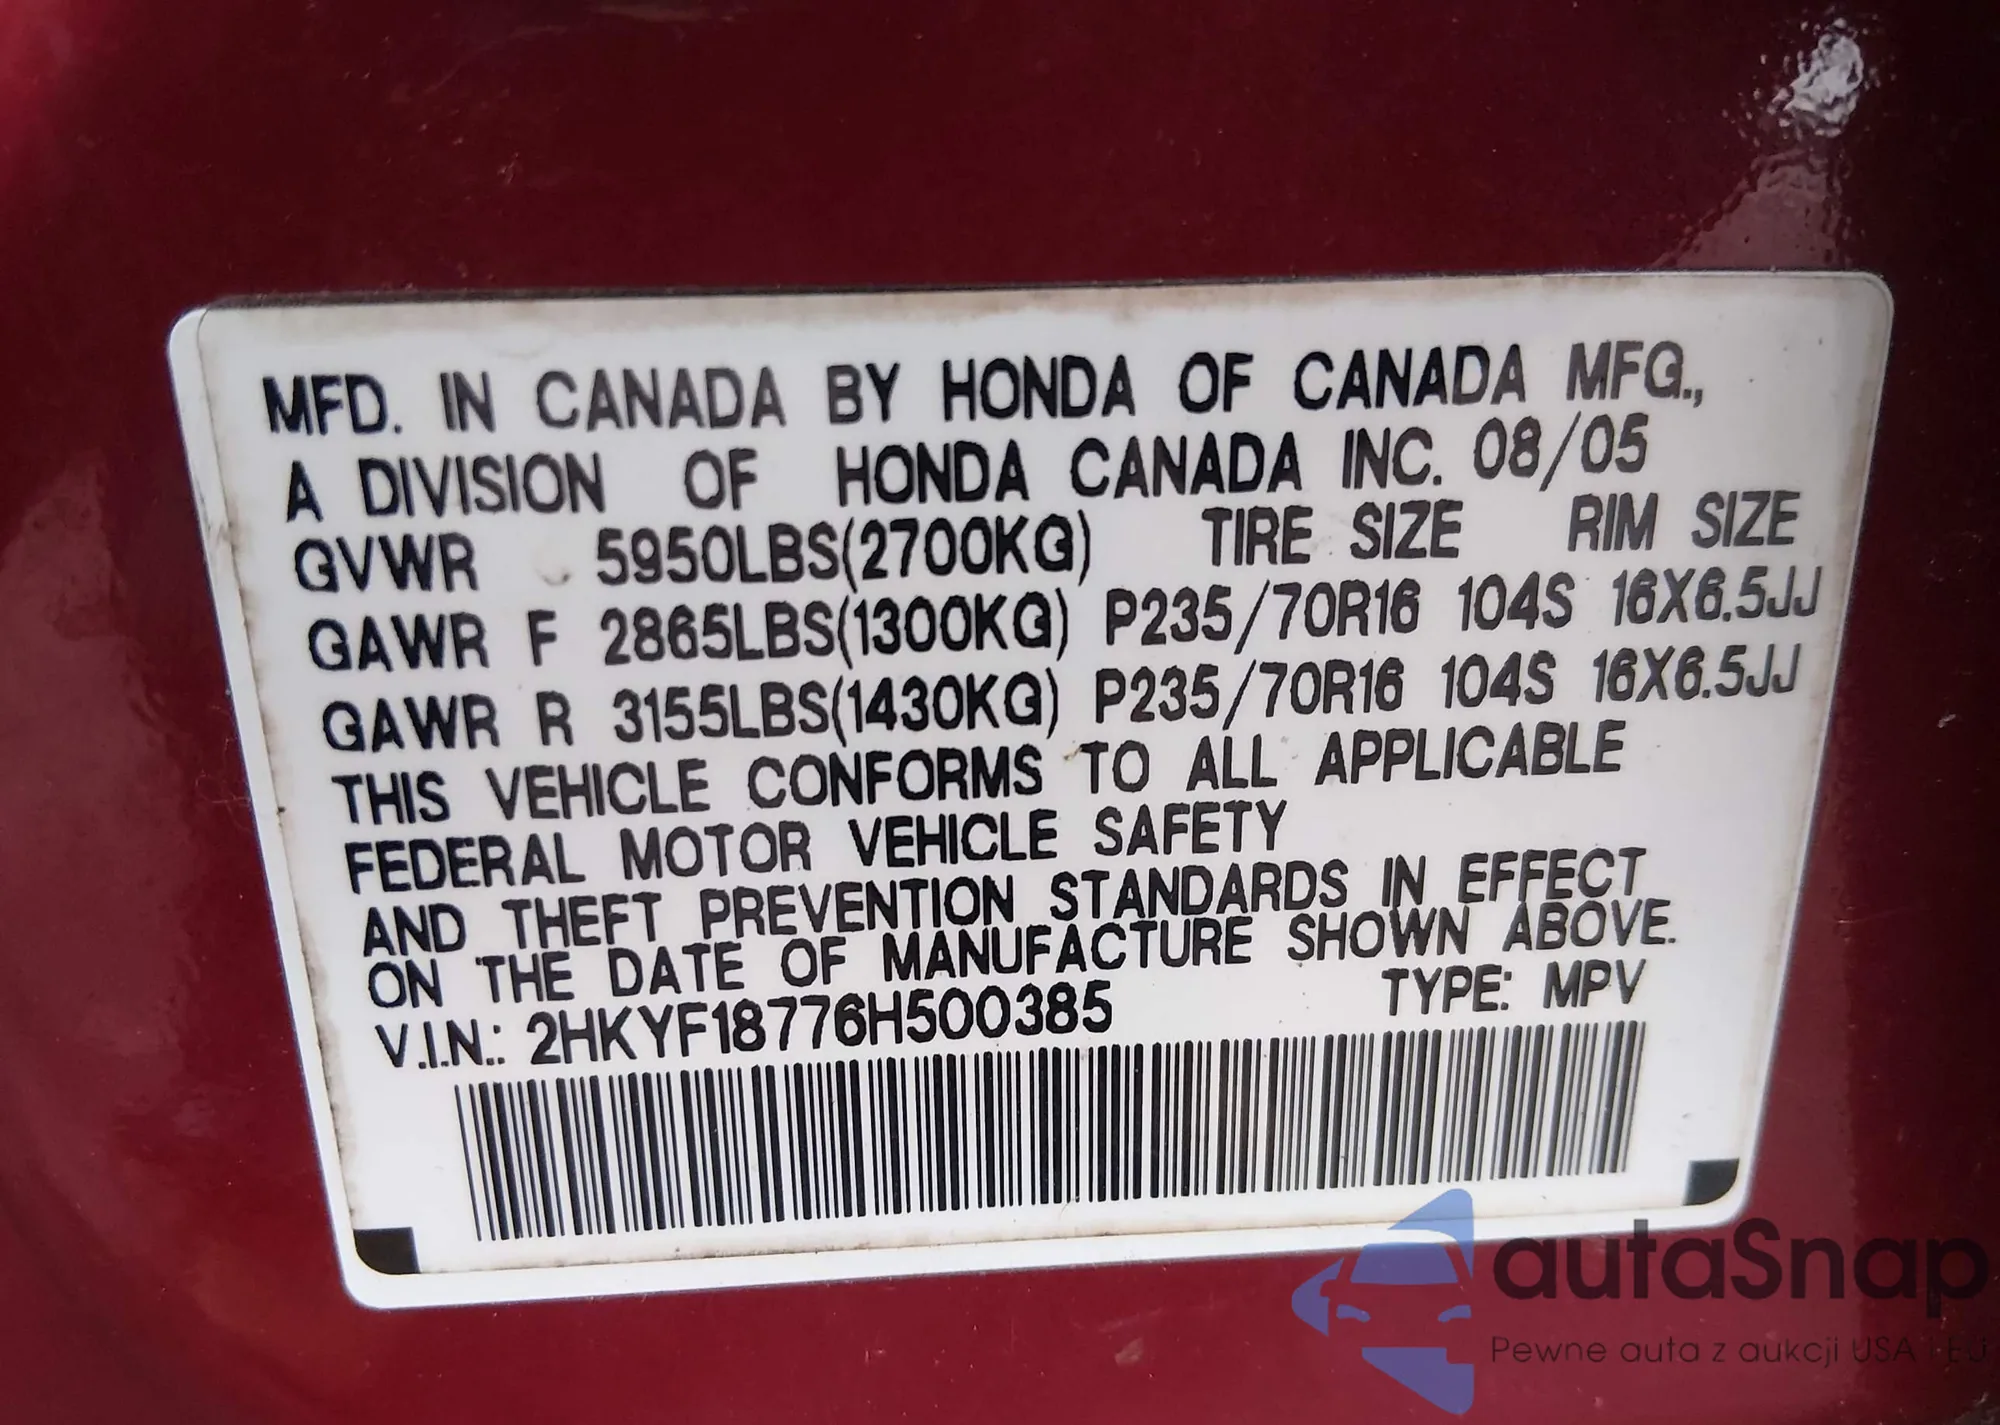 MFD. IN CANADA BY HONDA OF CANADA MFG.,
A DIVISION OF HONDA CANADA INC. 08/05
GVWR 5950LBS(2700KG) TIRE SIZE RIM SIZE
GAWR F 2865LBS(1300KG) P235/70R16 104S 16X6.5JJ
GAWR R 3155LBS(1430KG) P235/70R16 104S 16X6.5JJ
THIS VEHICLE CONFORMS TO ALL APPLICABLE
FEDERAL MOTOR VEHICLE SAFETY
AND THEFT PREVENTION STANDARDS IN EFFECT
ON THE DATE OF MANUFACTURE SHOWN ABOVE.
V.I.N.: 2HKYF18776H500385 TYPE: MPV
autaSnap
Pewne auta z aukcji USA i EU